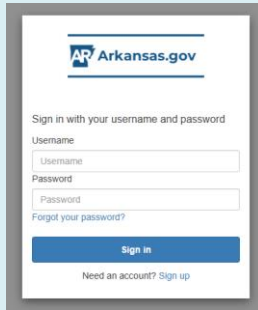 AR Arkansas.gov
Sign in with your username and password
Username
Username
Password
Password
Forgot your password?
Sign in
Need an account? Sign up